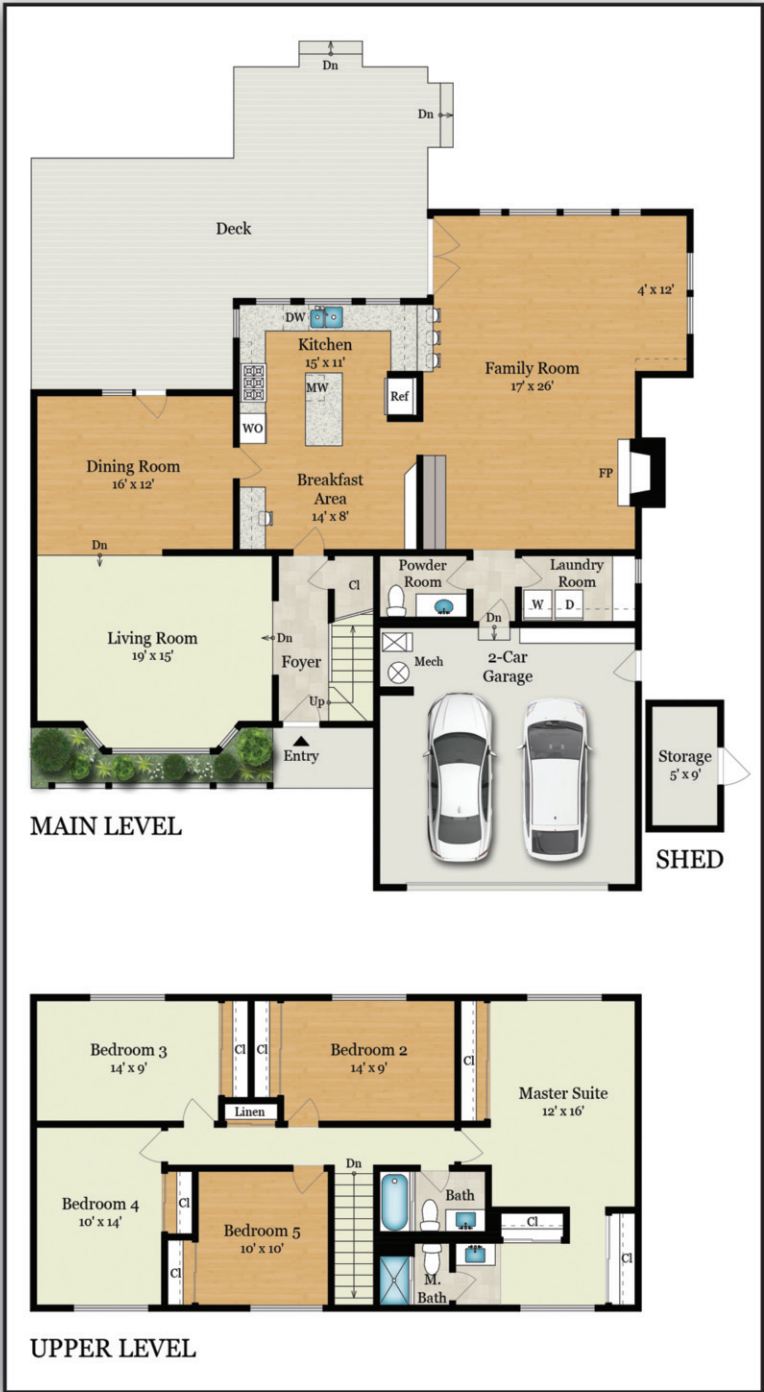 Dn
Dn
Deck
4' x 12'
DW
Kitchen
15' x 11'
MW
Ref
WO
Family Room
17' x 26'
Dining Room
16' x 12'
Breakfast
Area
14' x 8'
FP
Dn
Powder
Room
Laundry
Room
W
D
Cl
Dn
Living Room
19' x 15'
Dn
Foyer
Up
Mech
2-Car
Garage
Entry
Storage
5' x 9'
MAIN LEVEL
SHED
Bedroom 3
14' x 9'
Cl
Cl
Bedroom 2
14' x 9'
Cl
Master Suite
12' x 16'
Linen
Dn
Bedroom 4
10' x 14'
Cl
Bedroom 5
10' x 10'
Cl
Bath
Cl
Cl
M.
Bath
UPPER LEVEL